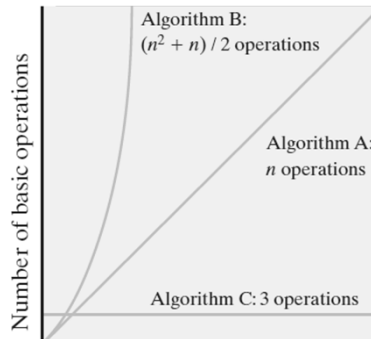 Algorithm B:
(n² + n) / 2 operations
Number of basic operations
Algorithm A:
n operations
Algorithm C: 3 operations